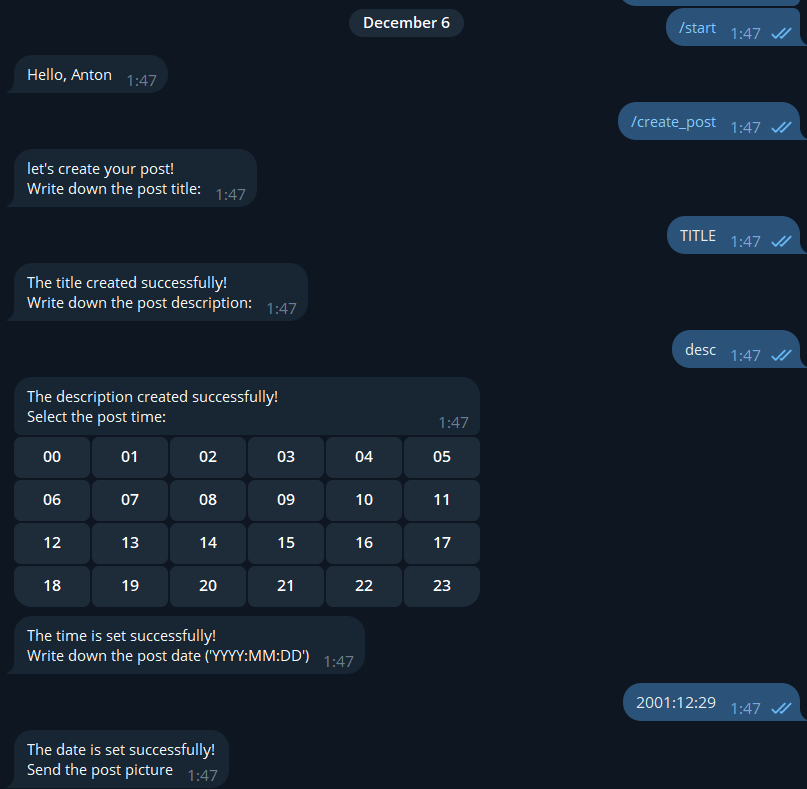 December 6
/start 1:47
Hello, Anton 1:47
/create_post 1:47
let's create your post!
Write down the post title: 1:47
TITLE 1:47
The title created successfully!
Write down the post description: 1:47
desc 1:47
The description created successfully!
Select the post time: 1:47
00 01 02 03 04 05
06 07 08 09 10 11
12 13 14 15 16 17
18 19 20 21 22 23
The time is set successfully!
Write down the post date ('YYYY:MM:DD') 1:47
2001:12:29 1:47
The date is set successfully!
Send the post picture 1:47